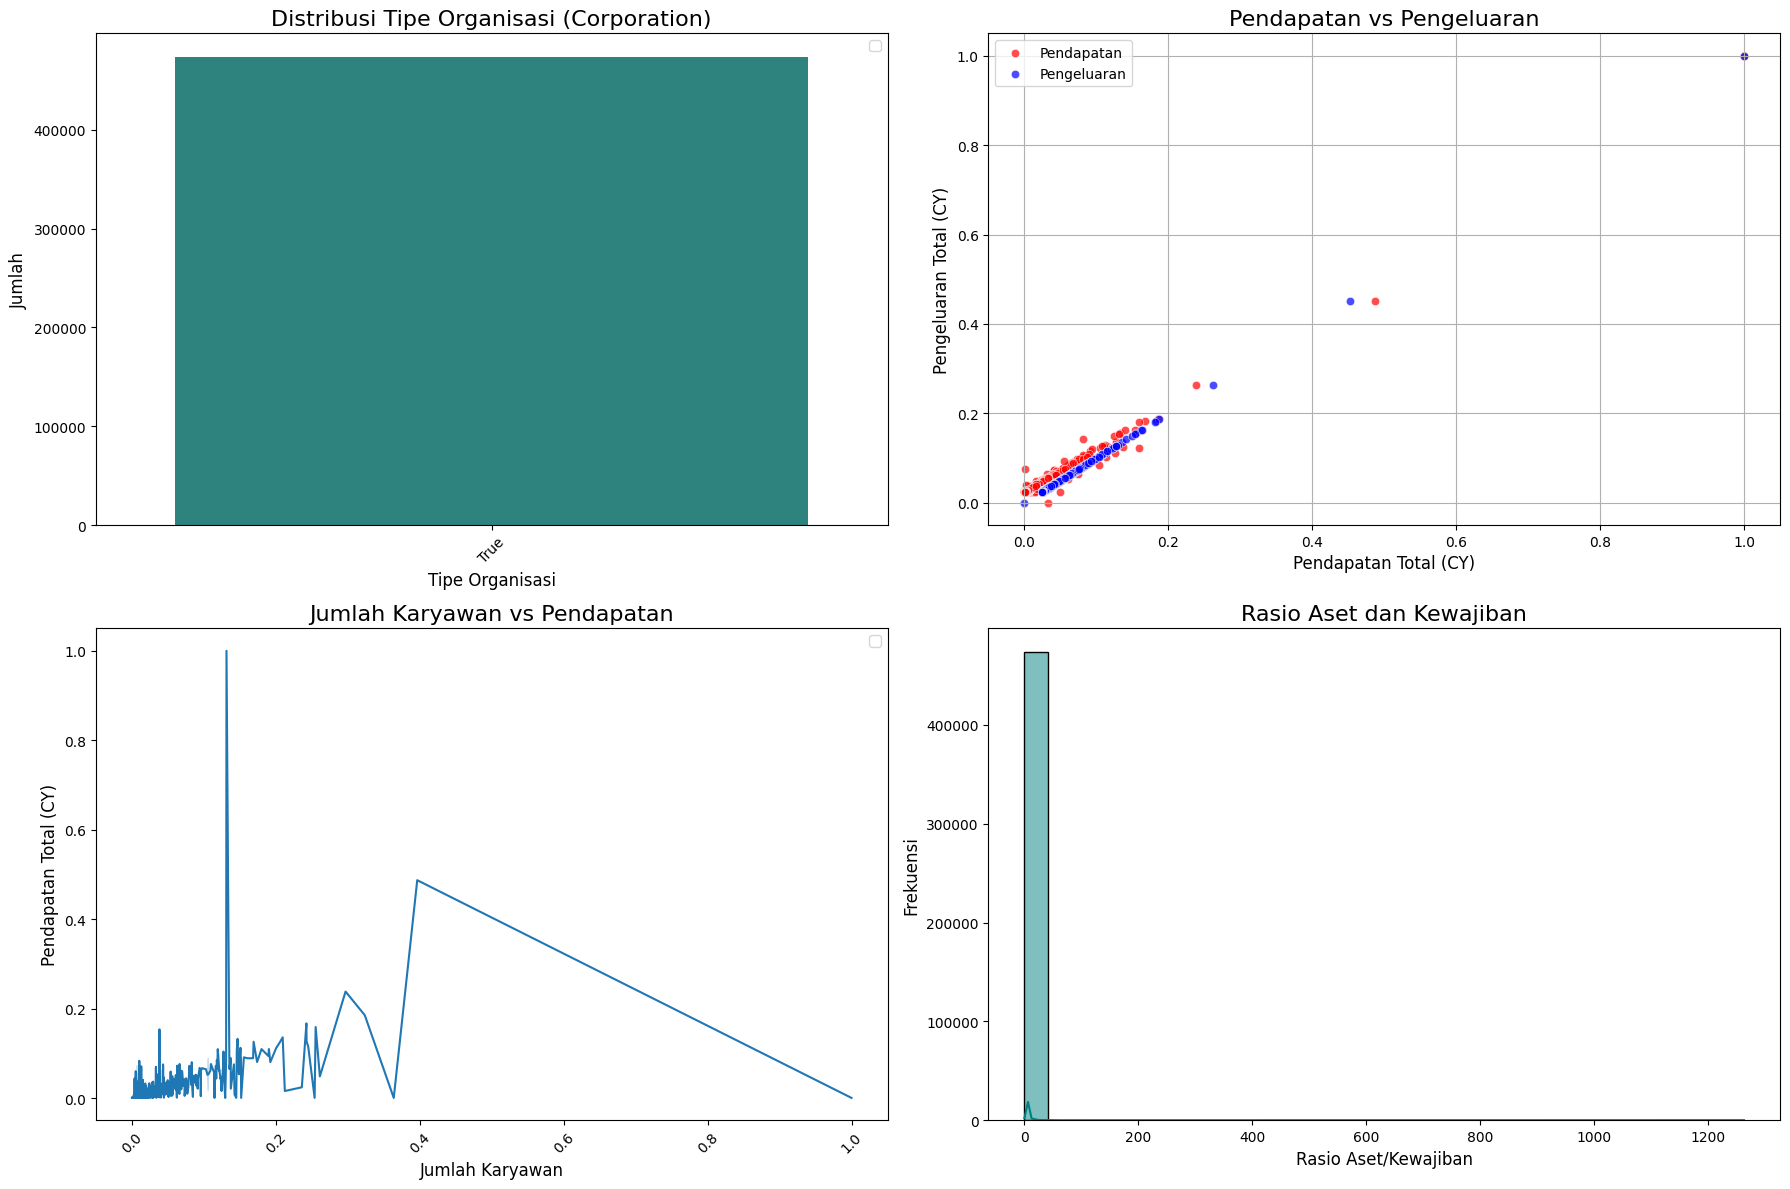 Distribusi Tipe Organisasi (Corporation)
Jumlah
400000
300000
200000
100000
0
True
Tipe Organisasi
Pendapatan vs Pengeluaran
Pendapatan
Pengeluaran
Pengeluaran Total (CY)
1.0
0.8
0.6
0.4
0.2
0.0
0.0 0.2 0.4 0.6 0.8 1.0
Pendapatan Total (CY)
Jumlah Karyawan vs Pendapatan
Pendapatan Total (CY)
1.0
0.8
0.6
0.4
0.2
0.0
0.0 0.2 0.4 0.6 0.8 1.0
Jumlah Karyawan
Rasio Aset dan Kewajiban
Frekuensi
400000
300000
200000
100000
0
0 200 400 600 800 1000 1200
Rasio Aset/Kewajiban